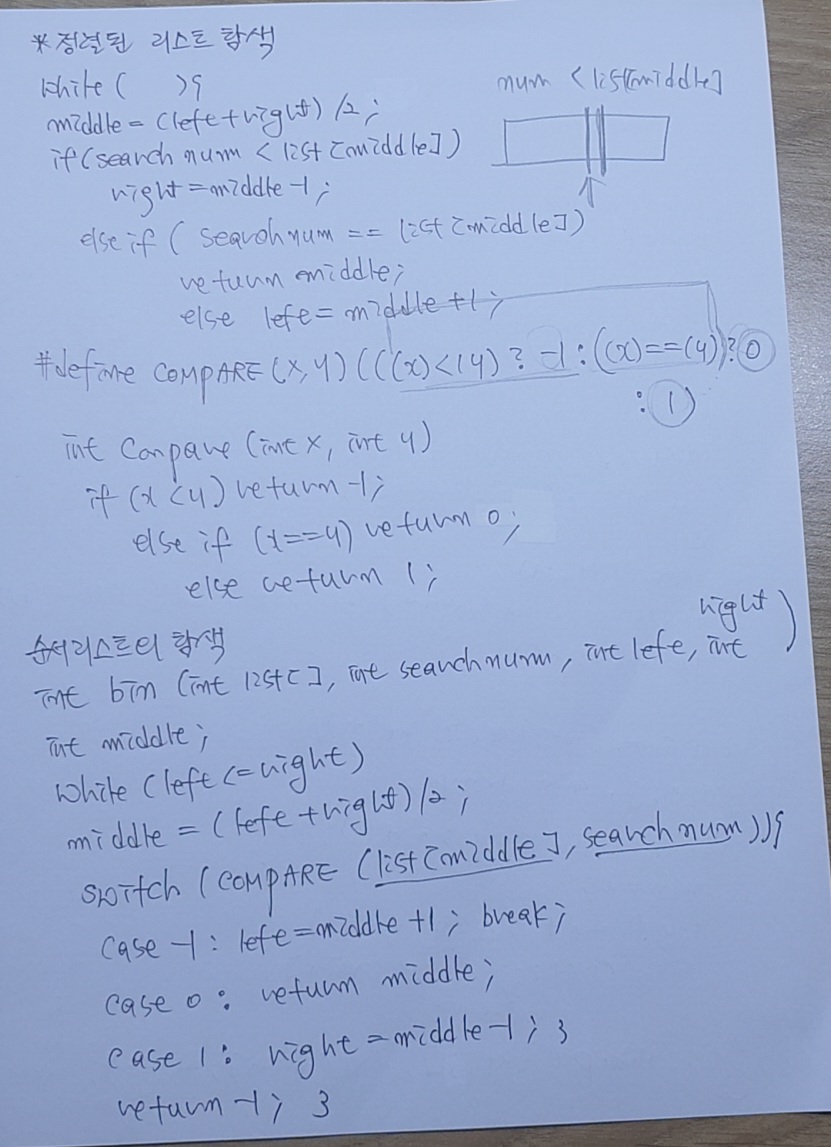 *정렬된 리스트 탐색
while (      ){
middle = (left+right) /2;
if(search num < list[middle])
right = middle -1;
else if ( searchnum == list [middle])
return middle;
else left = middle +1;
num < list[middle]
#define COMPARE (X,Y) (((x)<(y) ? -1 : ((x)==(y))? 0
: 1)
int Compare (int x, int y)
if (x <y) return -1;
else if (x==y) return 0;
else return 1;
순서리스트의 탐색
right
int bin (int list[], int searchnum, int left, int )
int middle;
while (left <= right)
middle = (left +right)/2;
switch (COMPARE (list [middle], searchnum)){
case -1 : left=middle +1; break;
case 0 : return middle;
case 1 : right = middle -1; }
return -1; }